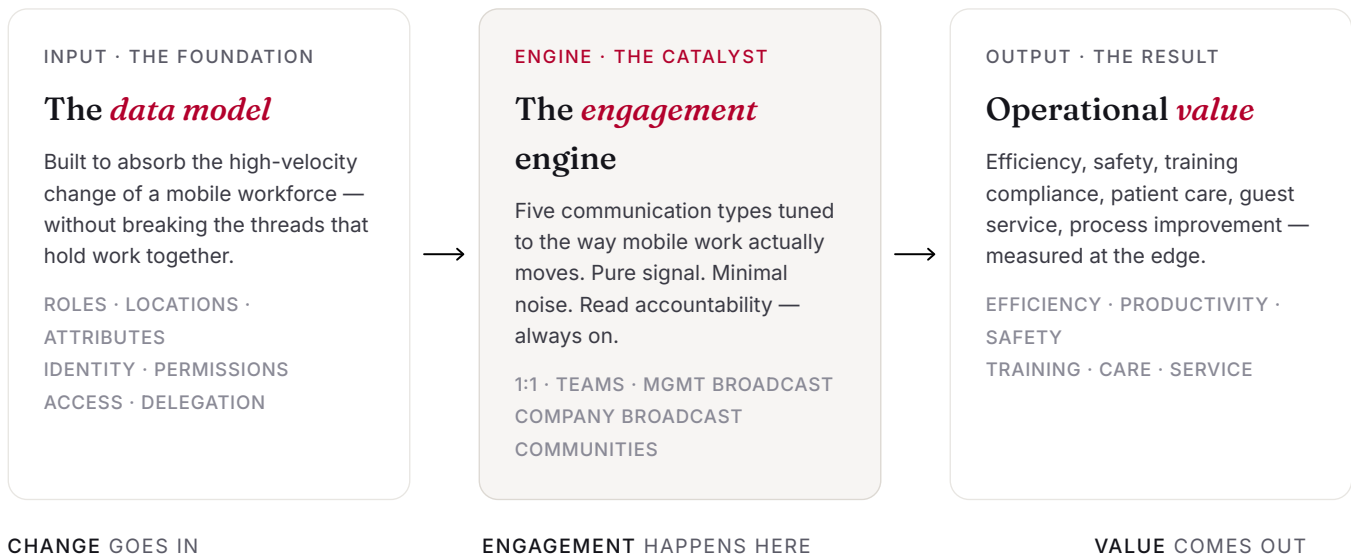 INPUT · THE FOUNDATION
The data model
Built to absorb the high-velocity
change of a mobile workforce —
without breaking the threads that
hold work together.
ROLES · LOCATIONS ·
ATTRIBUTES
IDENTITY · PERMISSIONS
ACCESS · DELEGATION
ENGINE · THE CATALYST
The engagement
engine
Five communication types tuned
to the way mobile work actually
moves. Pure signal. Minimal
noise. Read accountability —
always on.
1:1 · TEAMS · MGMT BROADCAST
COMPANY BROADCAST
COMMUNITIES
OUTPUT · THE RESULT
Operational value
Efficiency, safety, training
compliance, patient care, guest
service, process improvement —
measured at the edge.
EFFICIENCY · PRODUCTIVITY ·
SAFETY
TRAINING · CARE · SERVICE
CHANGE GOES IN
ENGAGEMENT HAPPENS HERE
VALUE COMES OUT